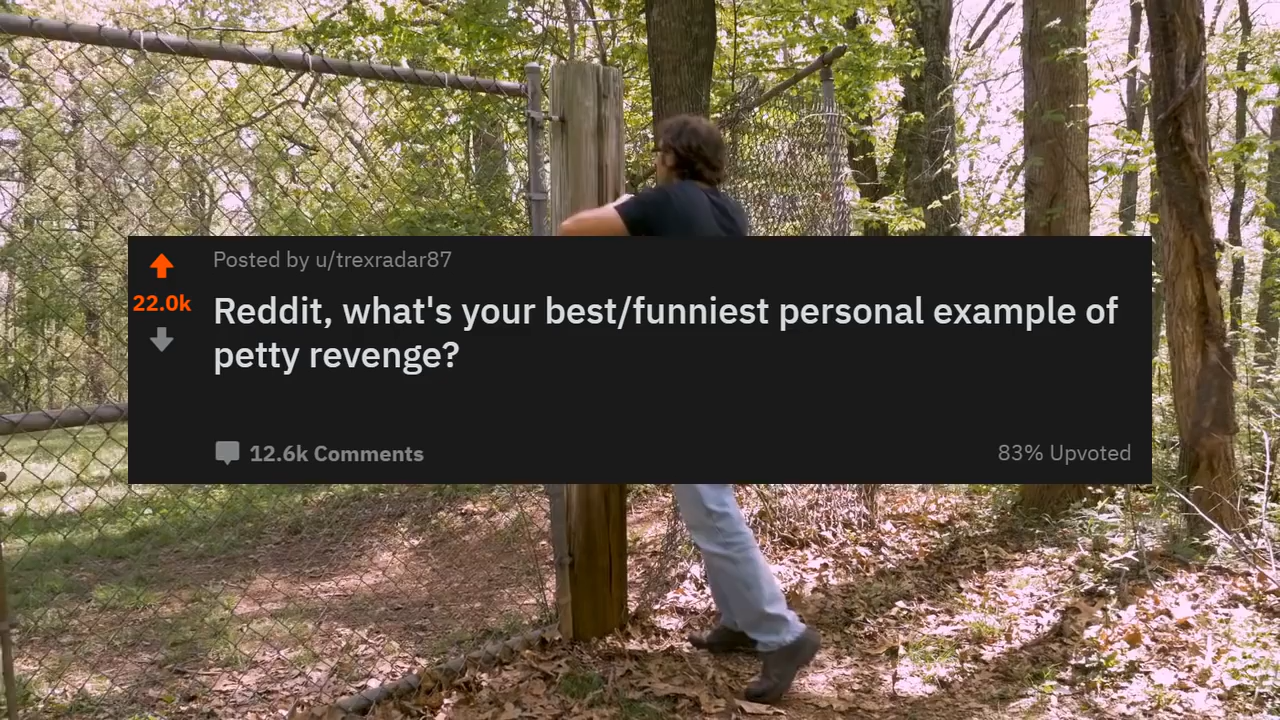 Posted by u/trexradar87
22.0k
Reddit, what's your best/funniest personal example of
petty revenge?
12.6k Comments
83% Upvoted